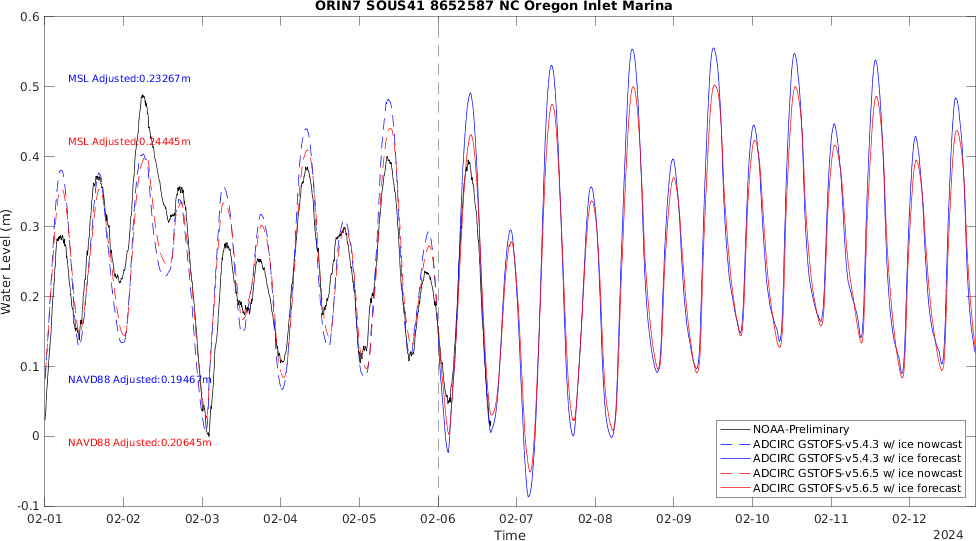 ORIN7 SOUS41 8652587 NC Oregon Inlet Marina
0.6
0.5
0.4
0.3
0.2
0.1
0
-0.1
Water Level (m)
MSL Adjusted:0.23267m
MSL Adjusted:0.24445m
NAVD88 Adjusted:0.19467m
NAVD88 Adjusted:0.20645m
NOAA-Preliminary
ADCIRC GSTOFS-v5.4.3 w/ ice nowcast
ADCIRC GSTOFS-v5.4.3 w/ ice forecast
ADCIRC GSTOFS-v5.6.5 w/ ice nowcast
ADCIRC GSTOFS-v5.6.5 w/ ice forecast
02-01 02-02 02-03 02-04 02-05 02-06 02-07 02-08 02-09 02-10 02-11 02-12
Time
2024